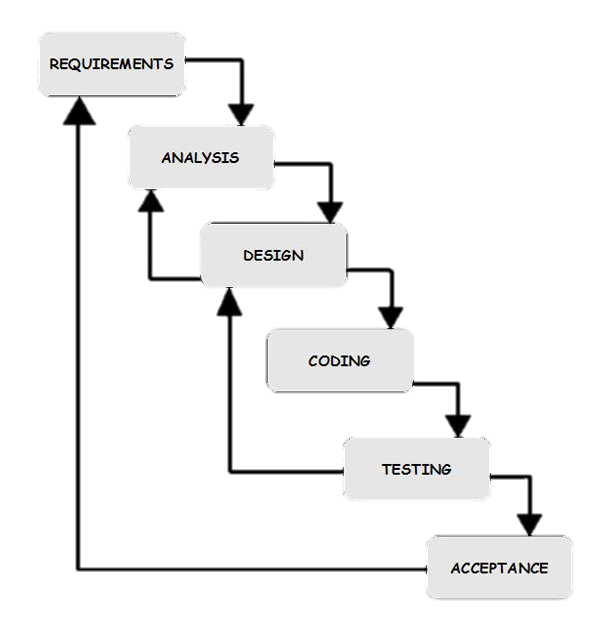 REQUIREMENTS
ANALYSIS
DESIGN
CODING
TESTING
ACCEPTANCE